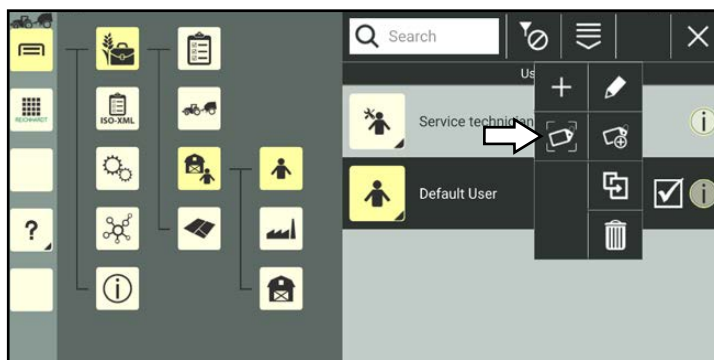 Search
Us
Service technician
ISO-XML
REICHHARDT
Default User
?